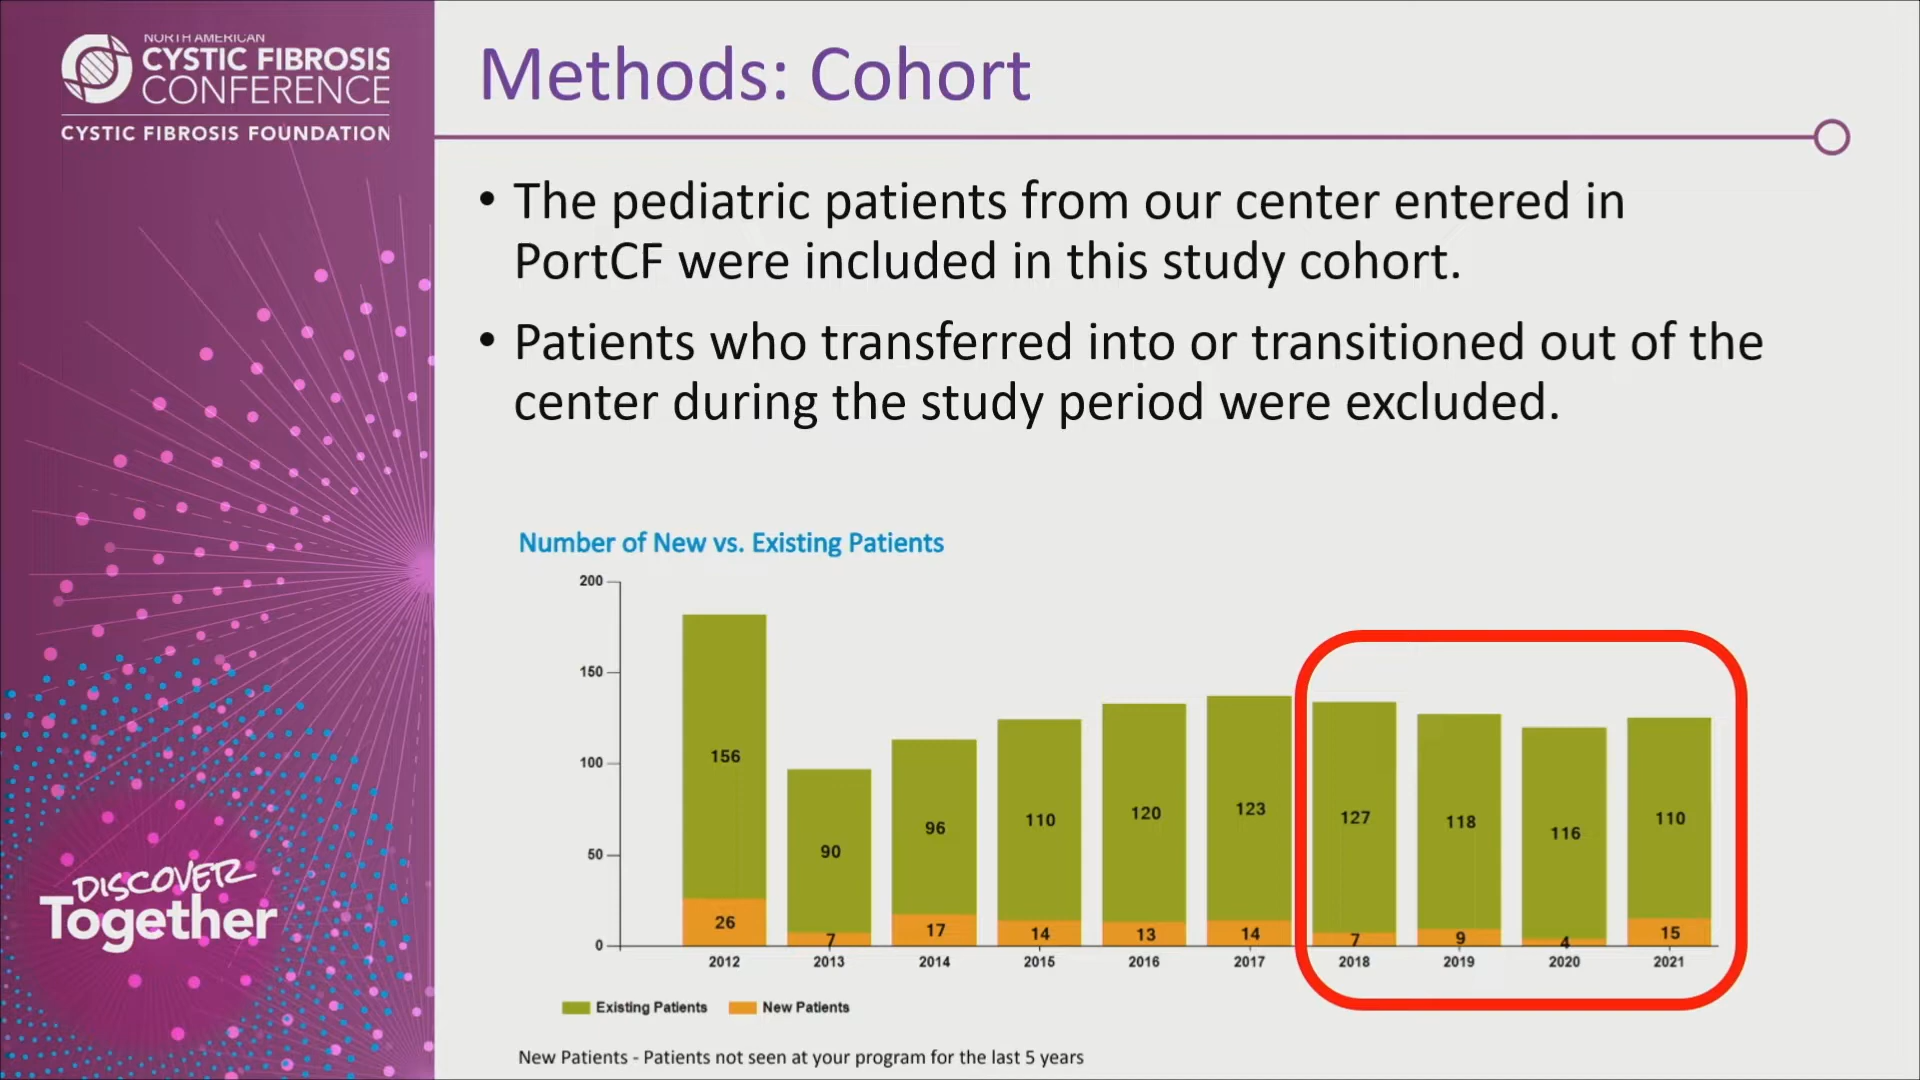 NORTH AMERICAN
CYSTIC FIBROSIS
CONFERENCE
CYSTIC FIBROSIS FOUNDATION
DISCOVER
Together
Methods: Cohort
• The pediatric patients from our center entered in
PortCF were included in this study cohort.
• Patients who transferred into or transitioned out of the
center during the study period were excluded.
Number of New vs. Existing Patients
200
150
100
50
0
156 90 96 110 120 123 127 118 116 110
26 7 17 14 13 14 7 9 4 15
2012 2013 2014 2015 2016 2017 2018 2019 2020 2021
Existing Patients New Patients
New Patients - Patients not seen at your program for the last 5 years